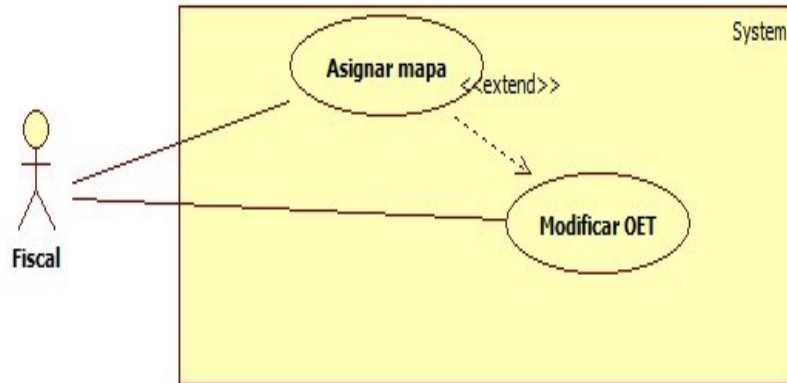 System
Asignar mapa
<<extend>>
Modificar OET
Fiscal